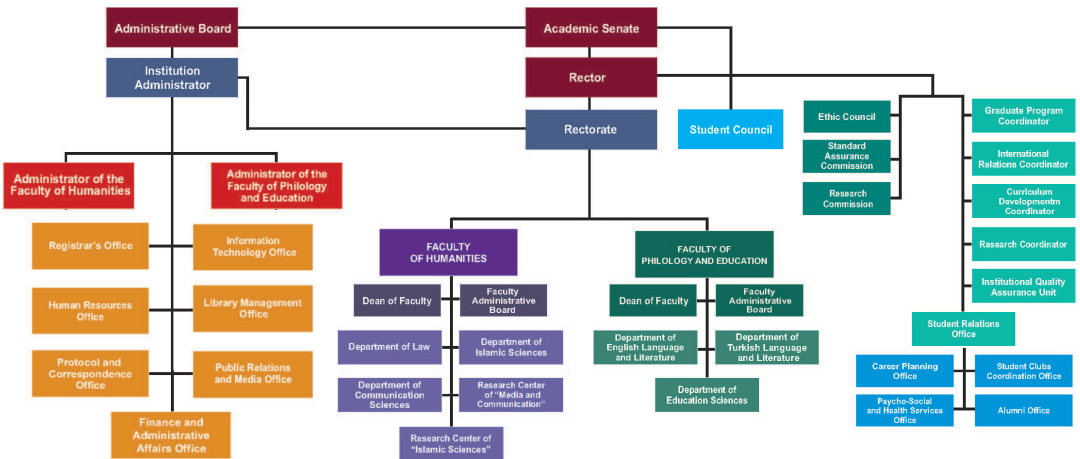 Administrative Board
Academic Senate
Institution
Administrator
Rector
Rectorate
Student Council
Ethic Council
Standard
Assurance
Commission
Research
Commission
Graduate Program
Coordinator
International
Relations Coordinator
Curriculum
Developmentm
Coordinator
Research Coordinator
Institutional Quality
Assurance Unit
Student Relations
Office
Career Planning
Office
Student Clubs
Coordination Office
Psycho-Social
and Health Services
Office
Alumni Office
Administrator of the
Faculty of Humanities
Administrator of the
Faculty of Philology
and Education
Registrar's Office
Information
Technology Office
Human Resources
Office
Library Management
Office
Protocol and
Correspondence
Office
Public Relations
and Media Office
Finance and
Administrative
Affairs Office
FACULTY
OF HUMANITIES
Dean of Faculty
Faculty
Administrative
Board
Department of Law
Department of
Islamic Sciences
Department of
Communication
Sciences
Research Center
of "Media and
Communication"
Research Center of
"Islamic Sciences"
FACULTY OF
PHILOLOGY AND EDUCATION
Dean of Faculty
Faculty
Administrative
Board
Department of
English Language
and Literature
Department of
Turkish Language
and Literature
Department of
Education Sciences